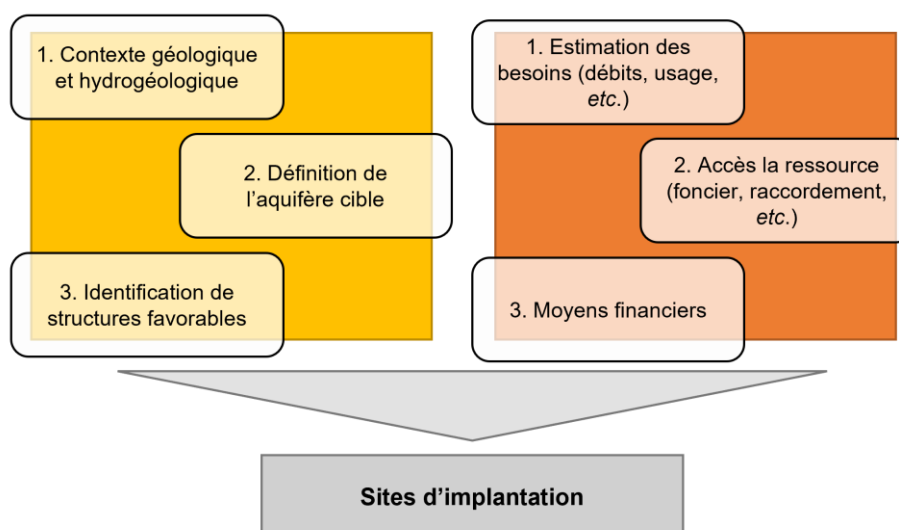 1. Contexte géologique
et hydrogéologique
2. Définition de
l’aquifère cible
3. Identification de
structures favorables
1. Estimation des
besoins (débits, usage,
etc.)
2. Accès la ressource
(foncier, raccordement,
etc.)
3. Moyens financiers
Sites d’implantation